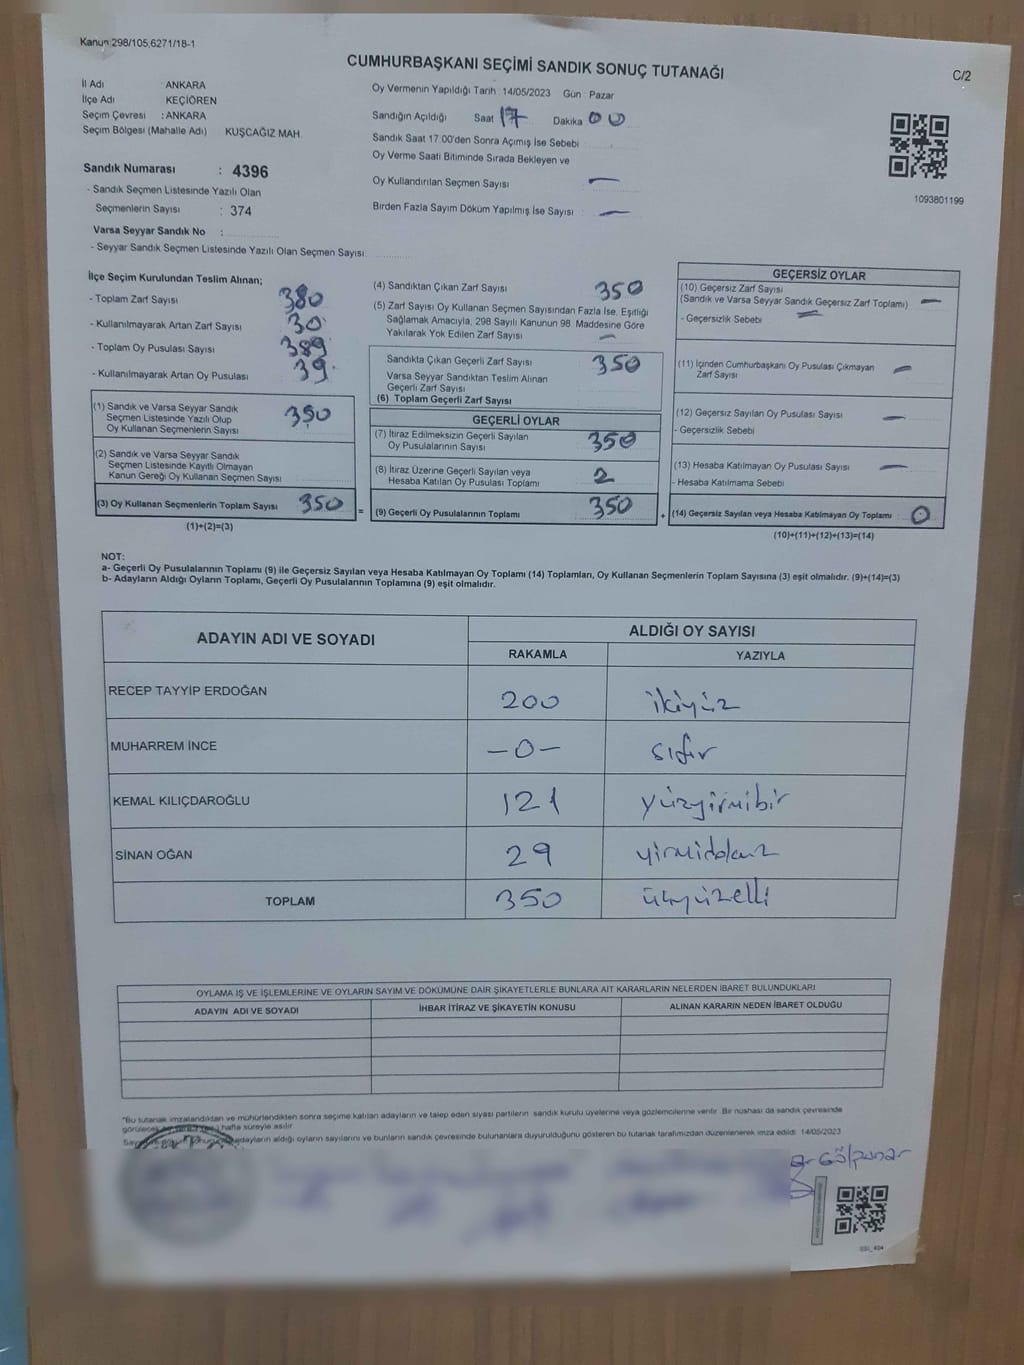 Kanun 298/105,6271/18-1
CUMHURBAŞKANI SEÇİMİ SANDIK SONUÇ TUTANAĞI
C/2
İl Adı : ANKARA
İlçe Adı KEÇİÖREN
Seçim Çevresi : ANKARA
Seçim Bölgesi (Mahalle Adı) KUŞCAĞIZ MAH.
Sandık Numarası : 4396
- Sandık Seçmen Listesinde Yazılı Olan
Seçmenlerin Sayısı : 374
Varsa Seyyar Sandık No :
- Seyyar Sandık Seçmen Listesinde Yazılı Olan Seçmen Sayısı
Oy Vermenin Yapıldığı Tarih : 14/05/2023 Gün : Pazar
Sandığın Açıldığı Saat 17 Dakika 00
Sandık Saat 17.00'den Sonra Açımış İse Sebebi
Oy Verme Saati Bitiminde Sırada Bekleyen ve
Oy Kullandırılan Seçmen Sayısı —
Birden Fazla Sayım Döküm Yapılmış İse Sayısı : —
1093801199
İlçe Seçim Kurulundan Teslim Alınan;
- Toplam Zarf Sayısı 380
- Kullanılmayarak Artan Zarf Sayısı 30
- Toplam Oy Pusulası Sayısı 389
- Kullanılmayarak Artan Oy Pusulası 39
(1) Sandık ve Varsa Seyyar Sandık
Seçmen Listesinde Yazılı Olup
Oy Kullanan Seçmenlerin Sayısı 350
(2) Sandık ve Varsa Seyyar Sandık
Seçmen Listesinde Kayıtlı Olmayan
Kanun Gereği Oy Kullanan Seçmen Sayısı
(3) Oy Kullanan Seçmenlerin Toplam Sayısı 350 =
(1)+(2)=(3)
(4) Sandıktan Çıkan Zarf Sayısı 350
(5) Zarf Sayısı Oy Kullanan Seçmen Sayısından Fazla İse, Eşitliği
Sağlamak Amacıyla, 298 Sayılı Kanunun 98. Maddesine Göre
Yakılarak Yok Edilen Zarf Sayısı —
Sandıkta Çıkan Geçerli Zarf Sayısı 350
Varsa Seyyar Sandıktan Teslim Alınan
Geçerli Zarf Sayısı
(6) Toplam Geçerli Zarf Sayısı :
GEÇERLİ OYLAR
(7) İtiraz Edilmeksizin Geçerli Sayılan
Oy Pusulalarının Sayısı 350
(8) İtiraz Üzerine Geçerli Sayılan veya
Hesaba Katılan Oy Pusulası Toplamı 2
(9) Geçerli Oy Pusulalarının Toplamı 350 +
GEÇERSİZ OYLAR
(10) Geçersiz Zarf Sayısı
(Sandık ve Varsa Seyyar Sandık Geçersiz Zarf Toplamı) —
- Geçersizlik Sebebi —
(11) İçinden Cumhurbaşkanı Oy Pusulası Çıkmayan
Zarf Sayısı —
(12) Geçersiz Sayılan Oy Pusulası Sayısı —
- Geçersizlik Sebebi
(13) Hesaba Katılmayan Oy Pusulası Sayısı —
- Hesaba Katılmama Sebebi
(14) Geçersiz Sayılan veya Hesaba Katılmayan Oy Toplamı : 0
(10)+(11)+(12)+(13)=(14)
NOT:
a- Geçerli Oy Pusulalarının Toplamı (9) ile Geçersiz Sayılan veya Hesaba Katılmayan Oy Toplamı (14) Toplamları, Oy Kullanan Seçmenlerin Toplam Sayısına (3) eşit olmalıdır. (9)+(14)=(3)
b- Adayların Aldığı Oyların Toplamı, Geçerli Oy Pusulalarının Toplamına (9) eşit olmalıdır.
ADAYIN ADI VE SOYADI ALDIĞI OY SAYISI
RAKAMLA YAZIYLA
RECEP TAYYİP ERDOĞAN 200 ikiyüz
MUHARREM İNCE —0— sıfır
KEMAL KILIÇDAROĞLU 121 yüzyirmibir
SİNAN OĞAN 29 yirmidokuz
TOPLAM 350 üçyüzelli
OYLAMA İŞ VE İŞLEMLERİNE VE OYLARIN SAYIM VE DÖKÜMÜNE DAİR ŞİKAYETLERLE BUNLARA AİT KARARLARIN NELERDEN İBARET BULUNDUKLARI
ADAYIN ADI VE SOYADI İHBAR İTİRAZ VE ŞİKAYETİN KONUSU ALINAN KARARIN NEDEN İBARET OLDUĞU
"Bu tutanak imzalandıktan ve mühürlendikten sonra seçime katılan adayların ve talep eden siyasi partilerin sandık kurulu üyelerine veya gözlemcilerine verilir. Bir nüshası da sandık çevresinde
görülecek hafta süreyle asılır.
adayların aldığı oyların sayılarını ve bunların sandık çevresinde bulunanlara duyurulduğunu gösteren bu tutanak tarafımızdan düzenlenerek imza edildi. 14/05/2023
Gölpınar